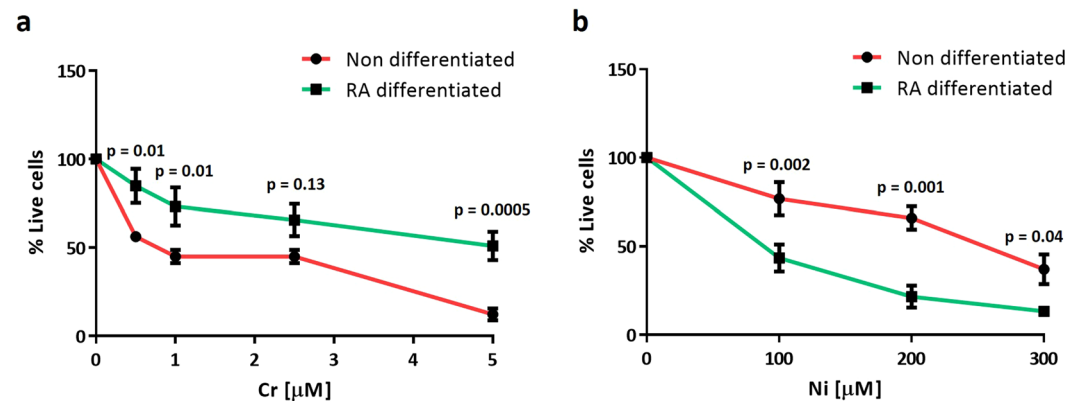 a
Non differentiated
RA differentiated
150
100
50
0
% Live cells
p = 0.01
p = 0.01
p = 0.13
p = 0.0005
0 1 2 3 4 5
Cr [µM]
b
Non differentiated
RA differentiated
150
100
50
0
% Live cells
p = 0.002
p = 0.001
p = 0.04
0 100 200 300
Ni [µM]